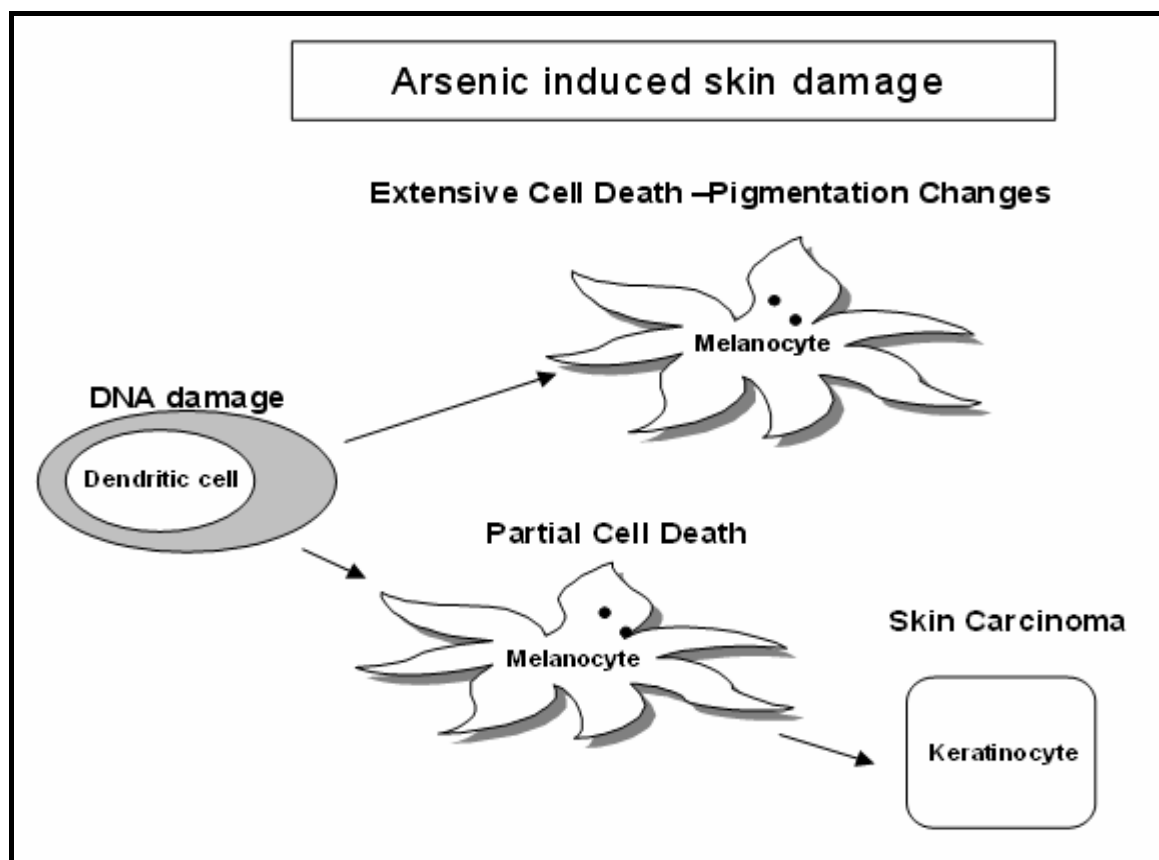 Arsenic induced skin damage
Extensive Cell Death –Pigmentation Changes
Melanocyte
DNA damage
Dendritic cell
Partial Cell Death
Melanocyte
Skin Carcinoma
Keratinocyte